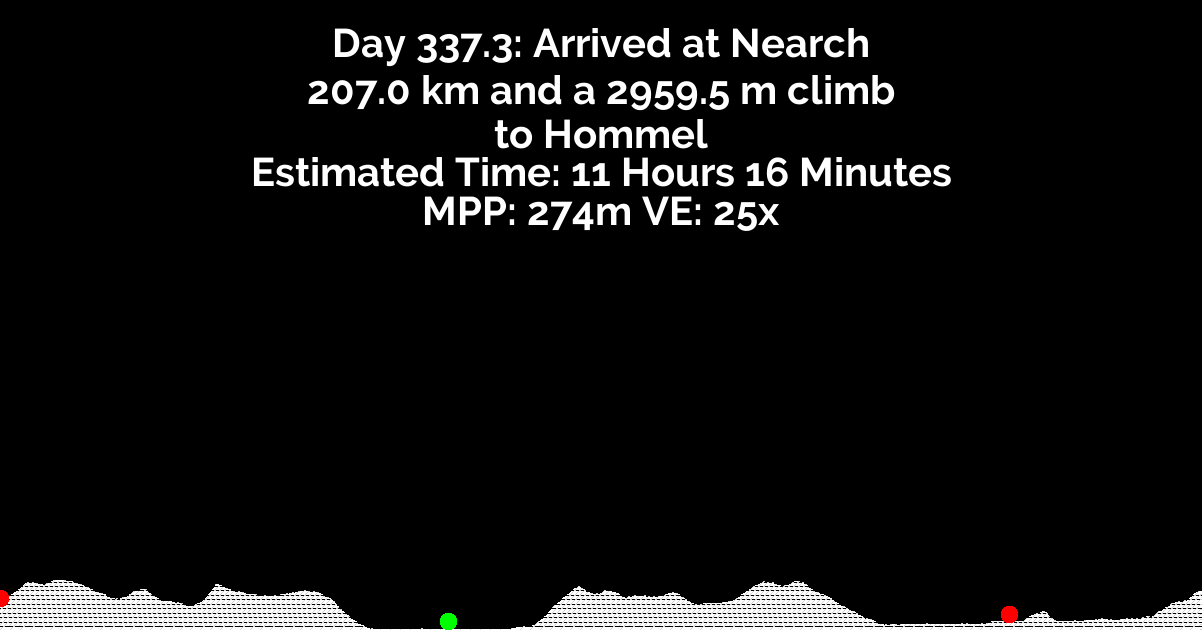 Day 337.3: Arrived at Nearch
207.0 km and a 2959.5 m climb
to Hommel
Estimated Time: 11 Hours 16 Minutes
MPP: 274m VE: 25x